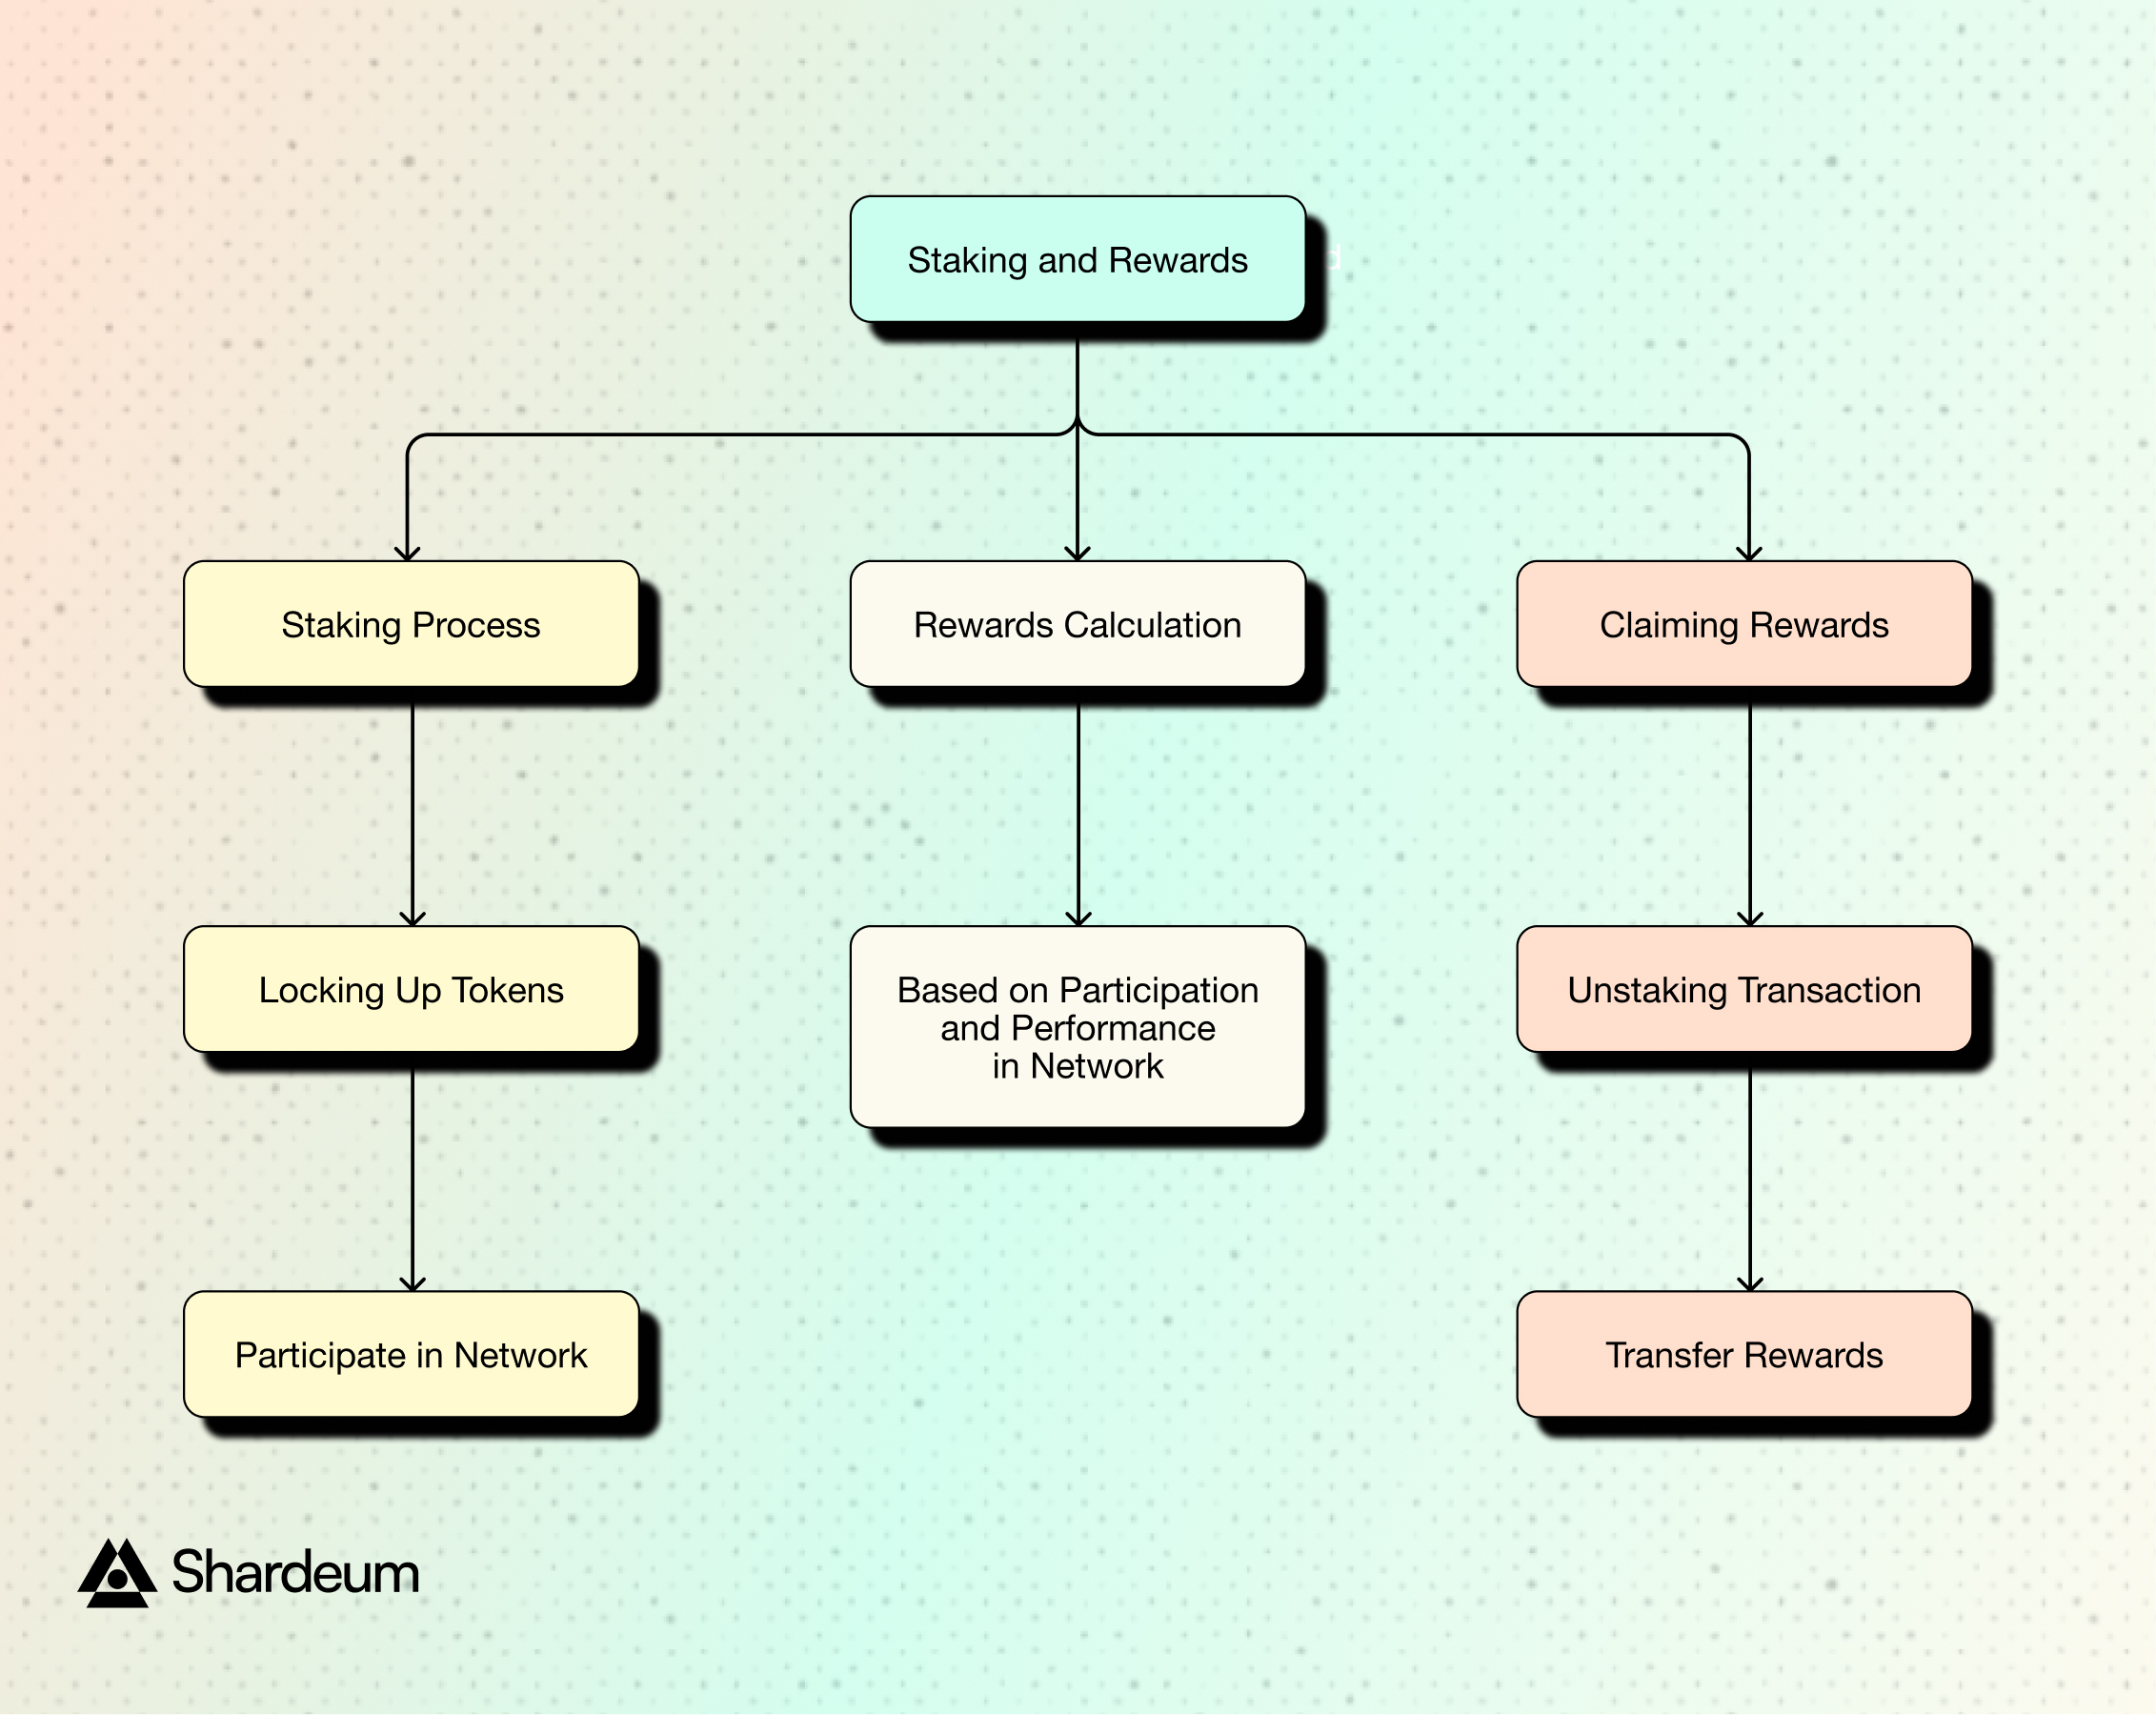 Staking and Rewards
d
Staking Process
Rewards Calculation
Claiming Rewards
Locking Up Tokens
Based on Participation
and Performance
in Network
Unstaking Transaction
Participate in Network
Transfer Rewards
Shardeum